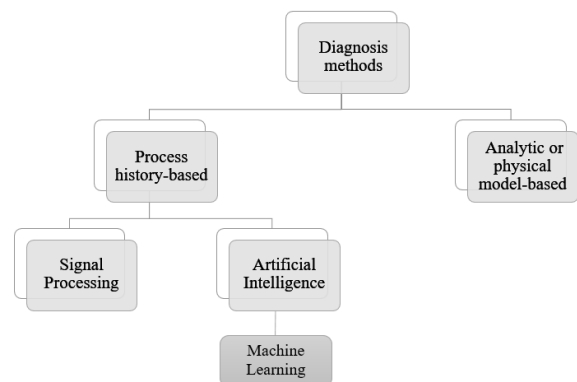 Diagnosis
methods
Process
history-based
Analytic or
physical
model-based
Signal
Processing
Artificial
Intelligence
Machine
Learning